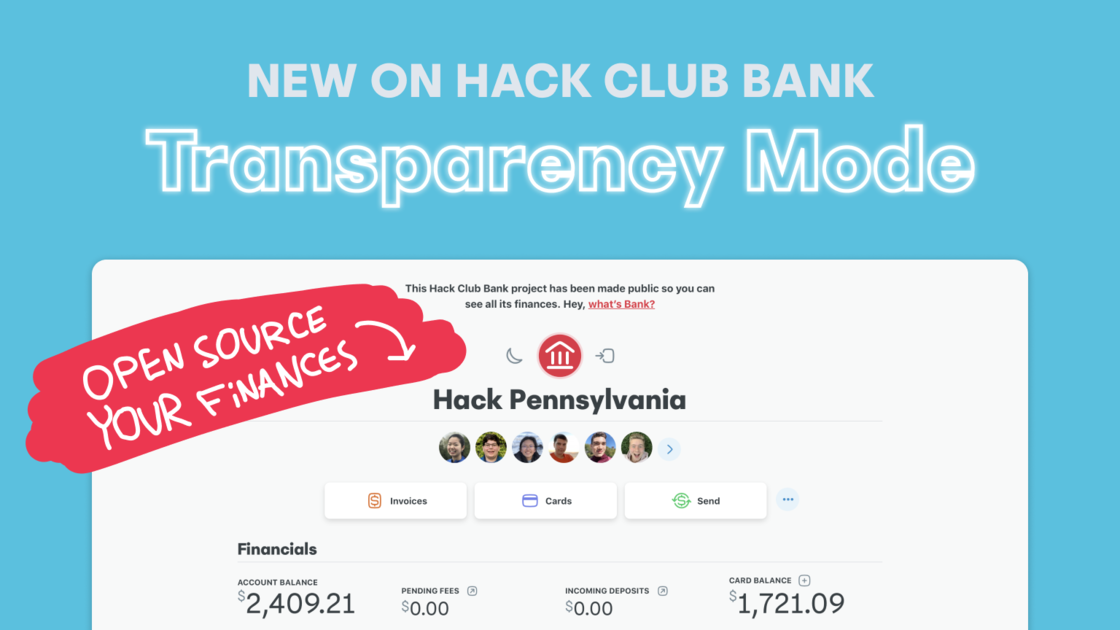 NEW ON HACK CLUB BANK
Transparency Mode
This Hack Club Bank project has been made public so you can
see all its finances. Hey, what's Bank?
OPEN SOURCE
YOUR FiNANCES
Hack Pennsylvania
Invoices
Cards
Send
Financials
ACCOUNT BALANCE
$2,409.21
PENDING FEES
$0.00
INCOMING DEPOSITS
$0.00
CARD BALANCE
$1,721.09